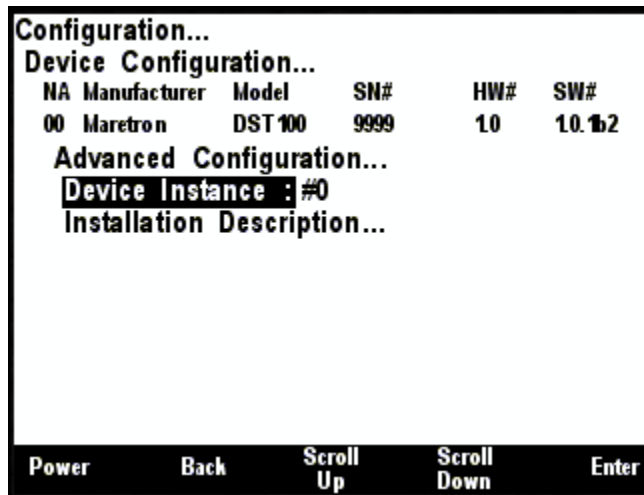 Configuration...
Device Configuration...
NA Manufacturer Model SN# HW# SW#
00 Maretron DST100 9999 1.0 1.0.1b2
Advanced Configuration...
Device Instance : #0
Installation Description...
Power Back Scroll Up Scroll Down Enter